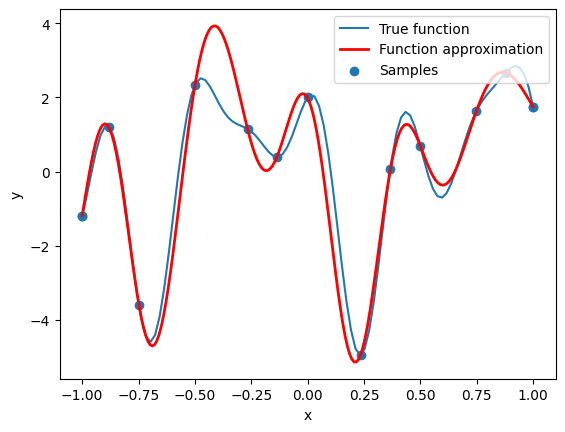 True function
Function approximation
Samples
4
2
0
−2
−4
y
−1.00 −0.75 −0.50 −0.25 0.00 0.25 0.50 0.75 1.00
x